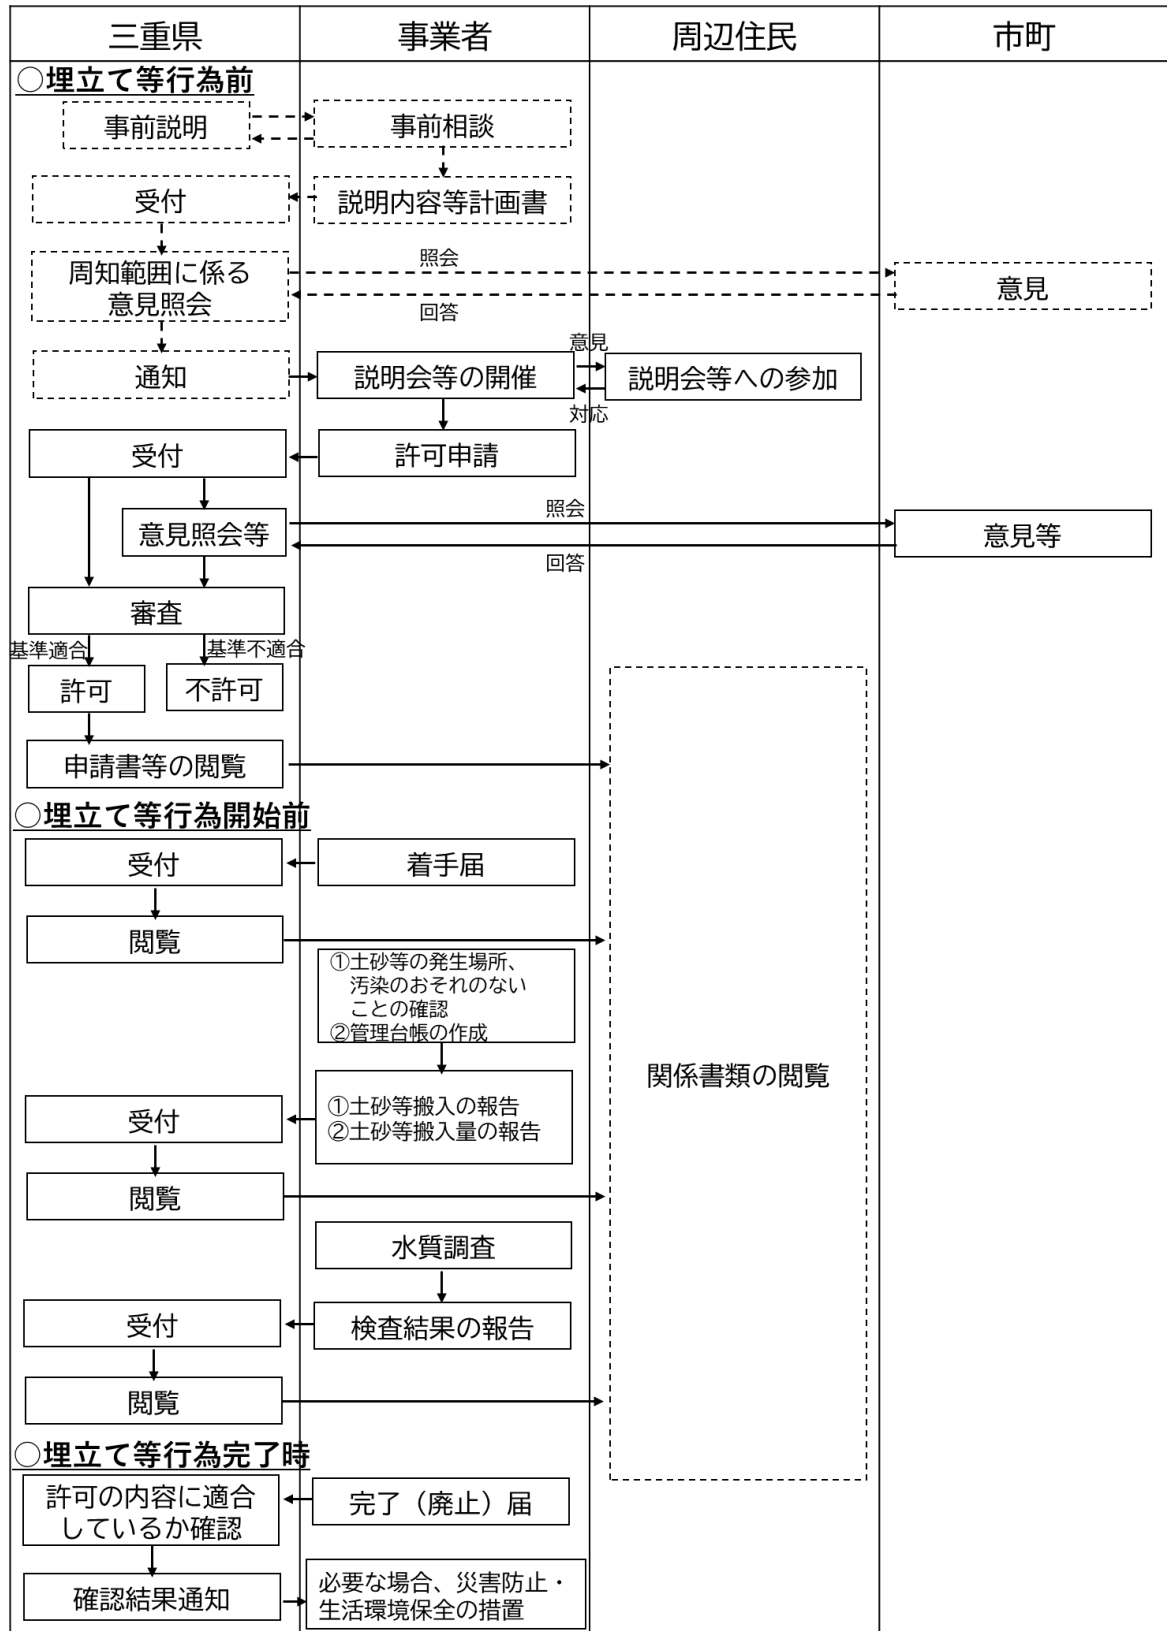 三重県
事業者
周辺住民
市町
○埋立て等行為前
事前説明
事前相談
受付
説明内容等計画書
周知範囲に係る
意見照会
照会
回答
意見
通知
説明会等の開催
意見
対応
説明会等への参加
受付
許可申請
意見照会等
照会
回答
意見等
審査
基準適合
基準不適合
許可
不許可
申請書等の閲覧
○埋立て等行為開始前
受付
着手届
閲覧
①土砂等の発生場所、
汚染のおそれのない
ことの確認
②管理台帳の作成
関係書類の閲覧
受付
①土砂等搬入の報告
②土砂等搬入量の報告
閲覧
水質調査
受付
検査結果の報告
閲覧
○埋立て等行為完了時
許可の内容に適合
しているか確認
完了（廃止）届
確認結果通知
必要な場合、災害防止・
生活環境保全の措置